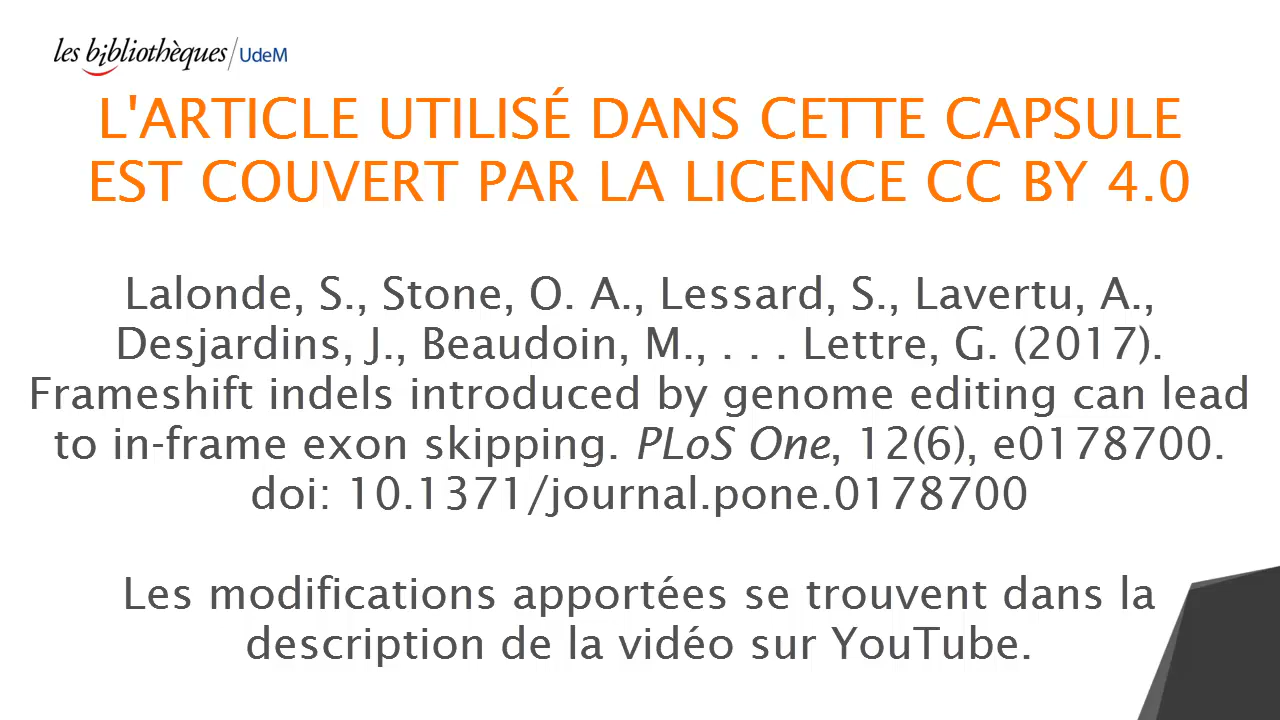 les bibliothèques/UdeM
L'ARTICLE UTILISÉ DANS CETTE CAPSULE
EST COUVERT PAR LA LICENCE CC BY 4.0
Lalonde, S., Stone, O. A., Lessard, S., Lavertu, A.,
Desjardins, J., Beaudoin, M., . . . Lettre, G. (2017).
Frameshift indels introduced by genome editing can lead
to in-frame exon skipping. PLoS One, 12(6), e0178700.
doi: 10.1371/journal.pone.0178700
Les modifications apportées se trouvent dans la
description de la vidéo sur YouTube.